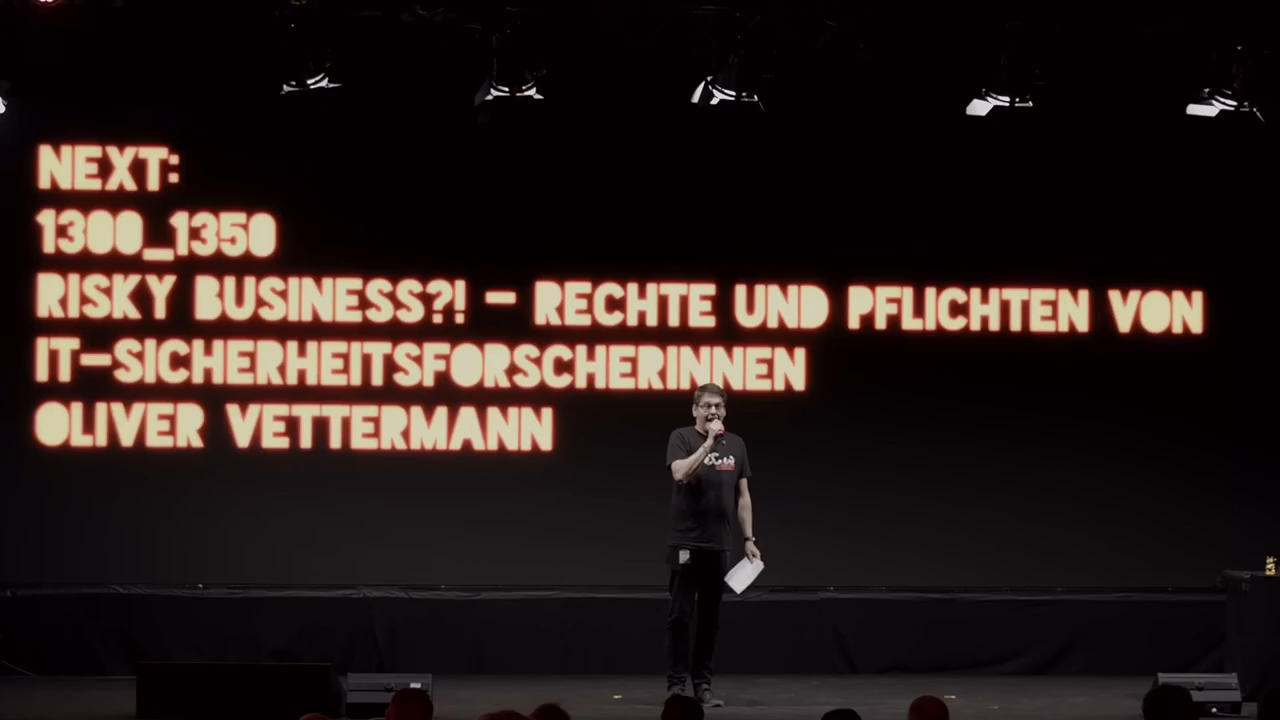 NEXT:
1300_1350
RISKY BUSINESS?! – RECHTE UND PFLICHTEN VON
IT-SICHERHEITSFORSCHERINNEN
OLIVER VETTERMANN